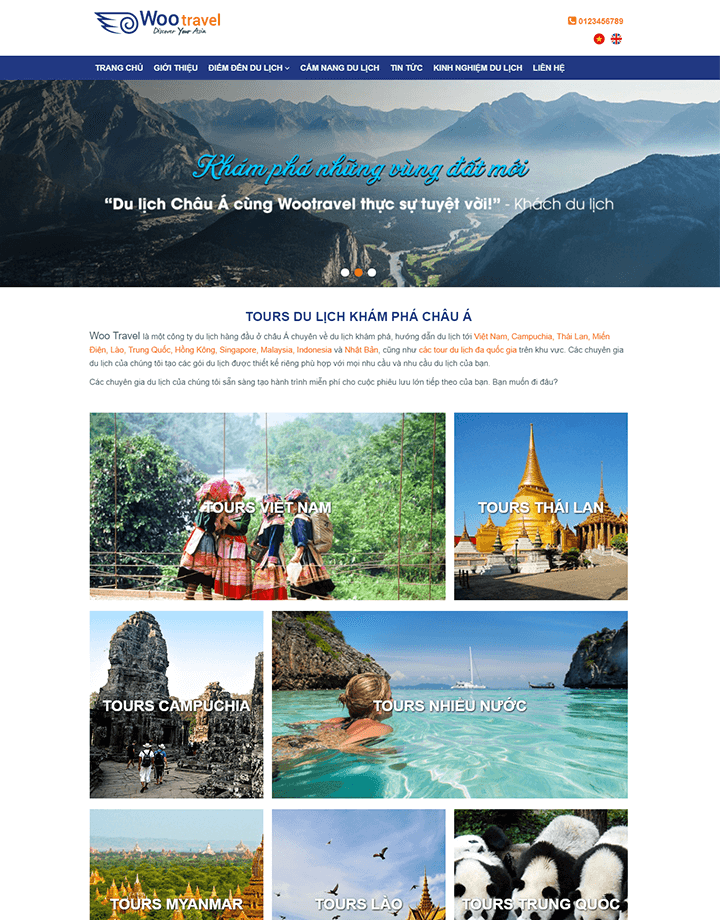 Woo travel
Discover Your Asia
0123456789
TRANG CHỦ GIỚI THIỆU ĐIỂM ĐẾN DU LỊCH CẨM NANG DU LỊCH TIN TỨC KINH NGHIỆM DU LỊCH LIÊN HỆ
Khám phá những vùng đất mới
“Du lịch Châu Á cùng Wootravel thực sự tuyệt vời!” - Khách du lịch
TOURS DU LỊCH KHÁM PHÁ CHÂU Á
Woo Travel là một công ty du lịch hàng đầu ở châu Á chuyên về du lịch khám phá, hướng dẫn du lịch tới Việt Nam, Campuchia, Thái Lan, Miến
Điện, Lào, Trung Quốc, Hồng Kông, Singapore, Malaysia, Indonesia và Nhật Bản, cũng như các tour du lịch đa quốc gia trên khu vực. Các chuyên gia
du lịch của chúng tôi tạo các gói du lịch được thiết kế riêng phù hợp với mọi nhu cầu và nhu cầu du lịch của bạn.
Các chuyên gia du lịch của chúng tôi sẵn sàng tạo hành trình miễn phí cho cuộc phiêu lưu lớn tiếp theo của bạn. Bạn muốn đi đâu?
TOURS VIỆT NAM
TOURS THÁI LAN
TOURS CAMPUCHIA
TOURS NHIỀU NƯỚC
TOURS MYANMAR
TOURS LÀO
TOURS TRUNG QUỐC